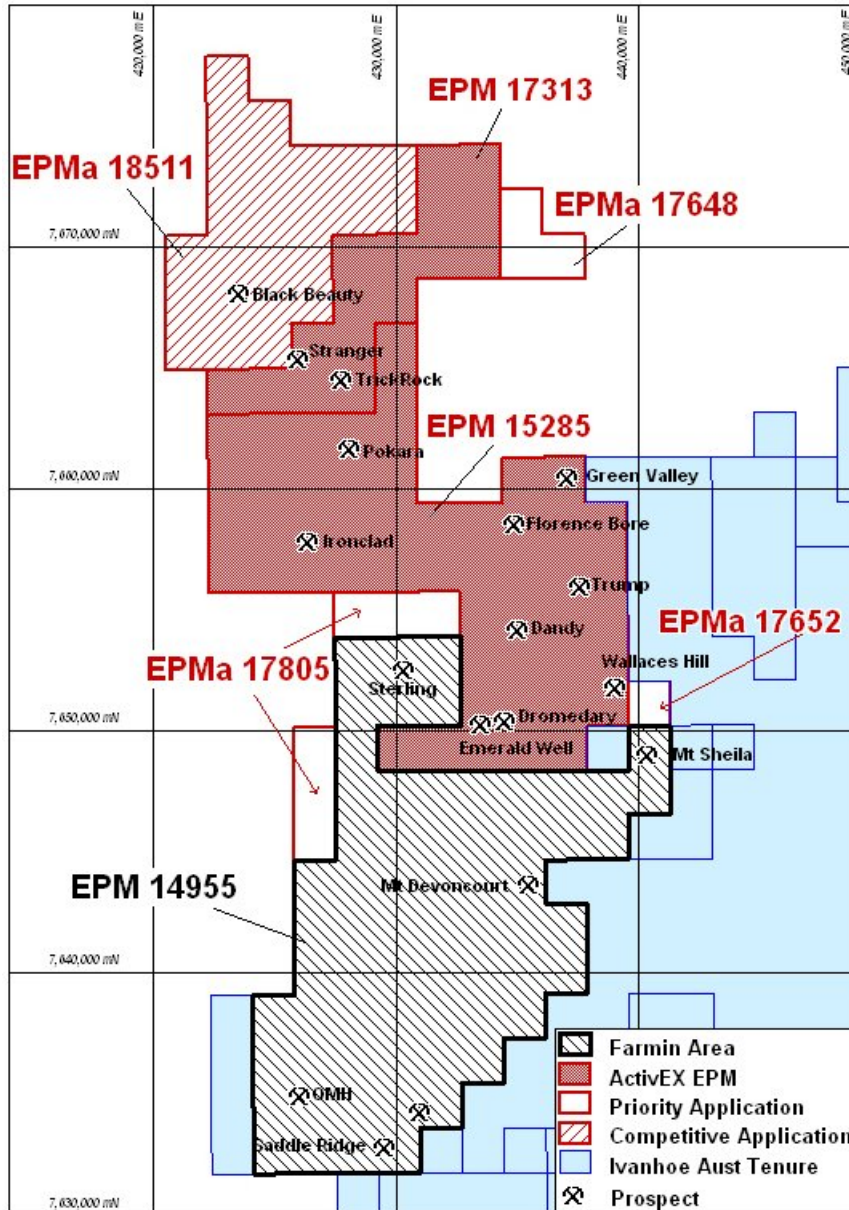 420,000 mE
430,000 mE
440,000 mE
450,000 mE
EPM 17313
EPMa 18511
EPMa 17648
7,670,000 mN
Black Beauty
Stranger
TrickRock
EPM 15285
Pokara
Green Valley
7,660,000 mN
Florence Bore
Ironclad
Trump
EPMa 17652
Dandy
Wallaces Hill
EPMa 17805
Sterling
Dromedary
7,650,000 mN
Emerald Well
Mt Sheila
EPM 14955
Mt Devoncourt
7,640,000 mN
Farmin Area
ActivEX EPM
OMH
Priority Application
Competitive Application
Saddle Ridge
Ivanhoe Aust Tenure
Prospect
7,630,000 mN